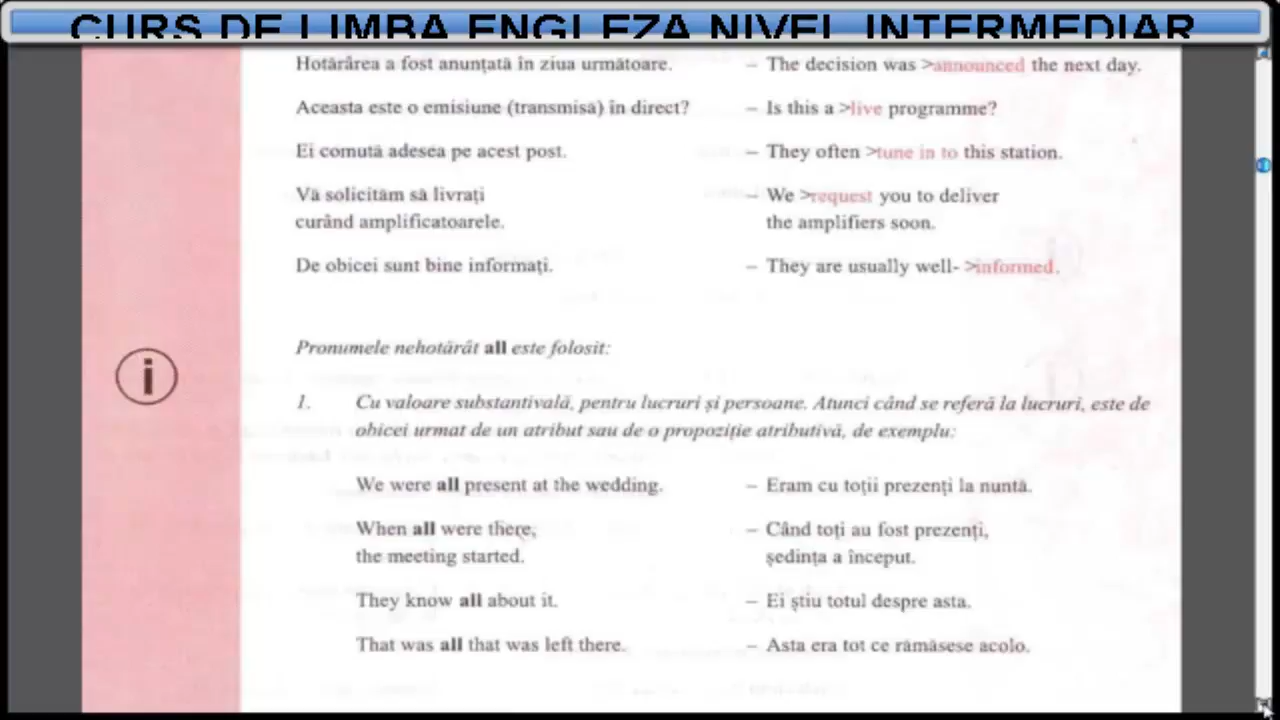 CURS DE LIMBA ENGLEZA NIVEL INTERMEDIAR
Hotărârea a fost anunțată în ziua următoare. – The decision was >announced the next day.
Aceasta este o emisiune (transmisă) în direct? – Is this a >live programme?
Ei comută adesea pe acest post. – They often >tune in to this station.
Vă solicităm să livrați – We >request you to deliver
curând amplificatoarele. the amplifiers soon.
De obicei sunt bine informați. – They are usually well- >informed.
i
Pronumele nehotărât all este folosit:
1. Cu valoare substantivală, pentru lucruri și persoane. Atunci când se referă la lucruri, este de
obicei urmat de un atribut sau de o propoziție atributivă, de exemplu:
We were all present at the wedding. – Eram cu toții prezenți la nuntă.
When all were there, – Când toți au fost prezenți,
the meeting started. ședința a început.
They know all about it. – Ei știu totul despre asta.
That was all that was left there. – Asta era tot ce rămăsese acolo.